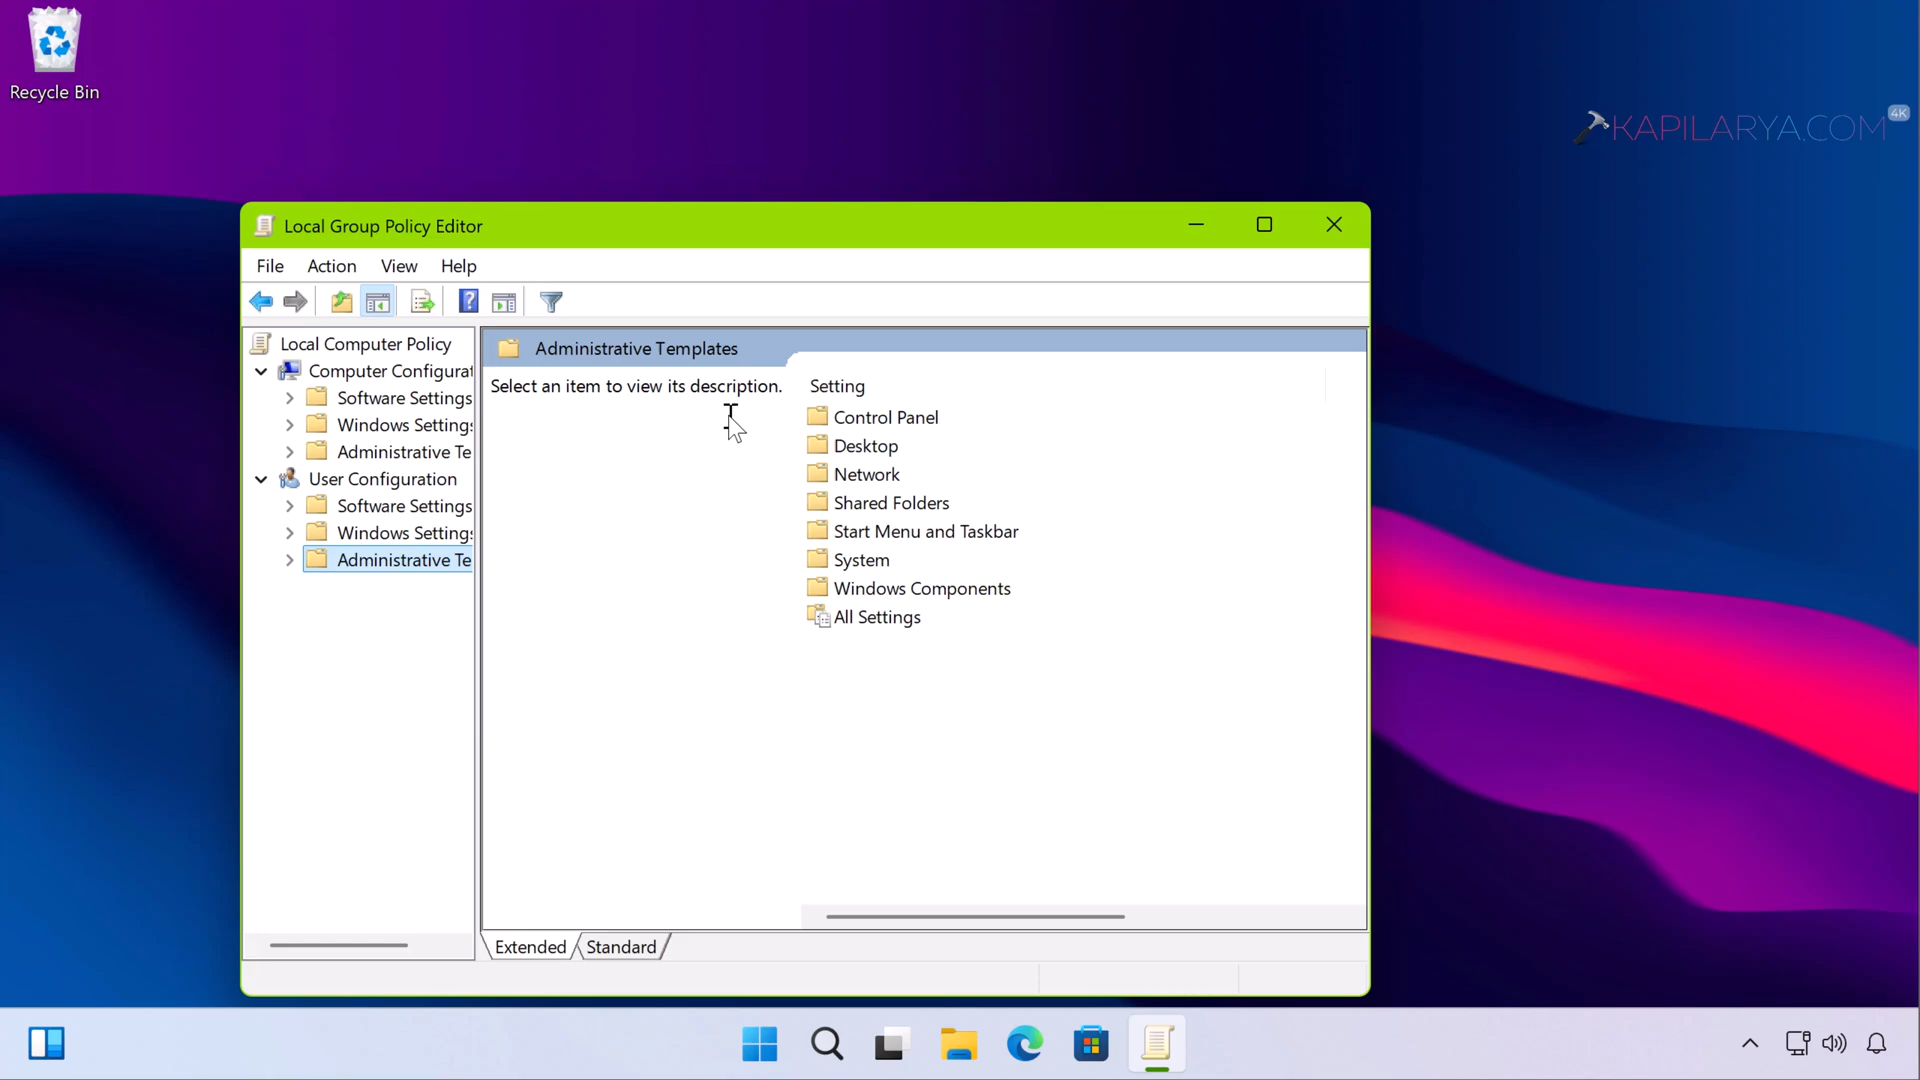 Recycle Bin
4K
KAPILARYA.COM
Local Group Policy Editor
File Action View Help
Local Computer Policy
Computer Configurat
Software Settings
Windows Settings
Administrative Te
User Configuration
Software Settings
Windows Settings
Administrative Te
Administrative Templates
Select an item to view its description.
Setting
Control Panel
Desktop
Network
Shared Folders
Start Menu and Taskbar
System
Windows Components
All Settings
Extended Standard